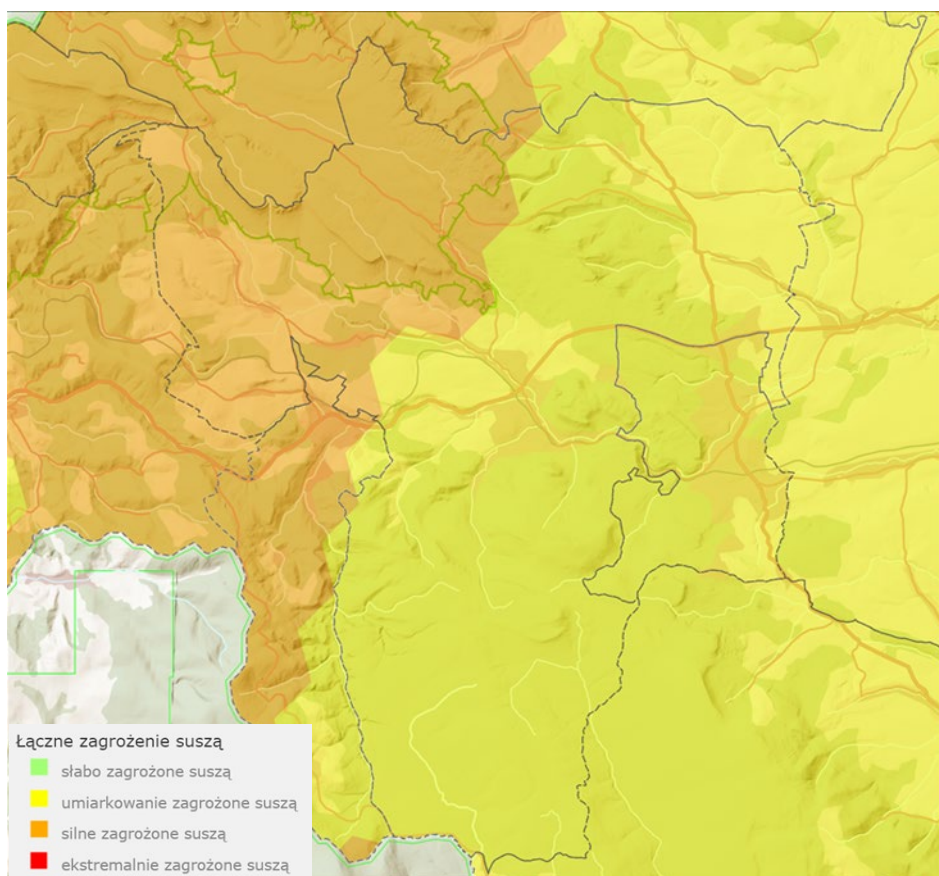 Łączne zagrożenie suszą
słabo zagrożone suszą
umiarkowanie zagrożone suszą
silne zagrożone suszą
ekstremalnie zagrożone suszą